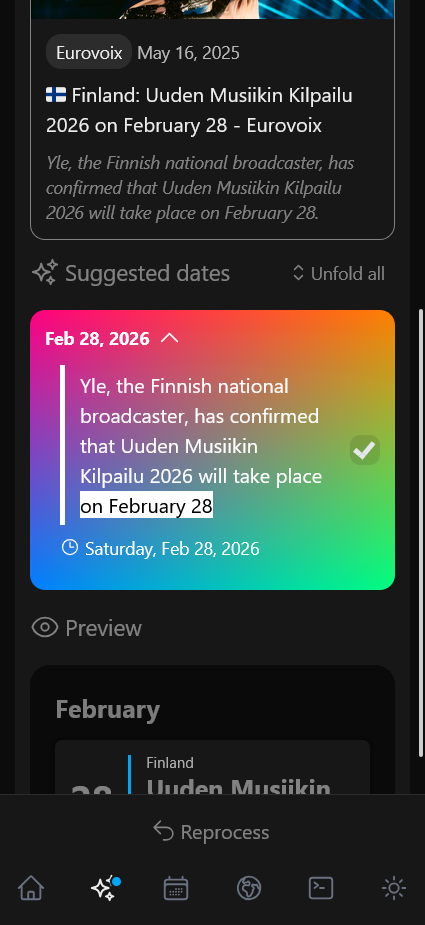 Eurovoix May 16, 2025
Finland: Uuden Musiikin Kilpailu
2026 on February 28 - Eurovoix
Yle, the Finnish national broadcaster, has
confirmed that Uuden Musiikin Kilpailu
2026 will take place on February 28.
Suggested dates Unfold all
Feb 28, 2026
Yle, the Finnish national
broadcaster, has confirmed
that Uuden Musiikin
Kilpailu 2026 will take place
on February 28
Saturday, Feb 28, 2026
Preview
February
Finland
28 Uuden Musiikin
Reprocess